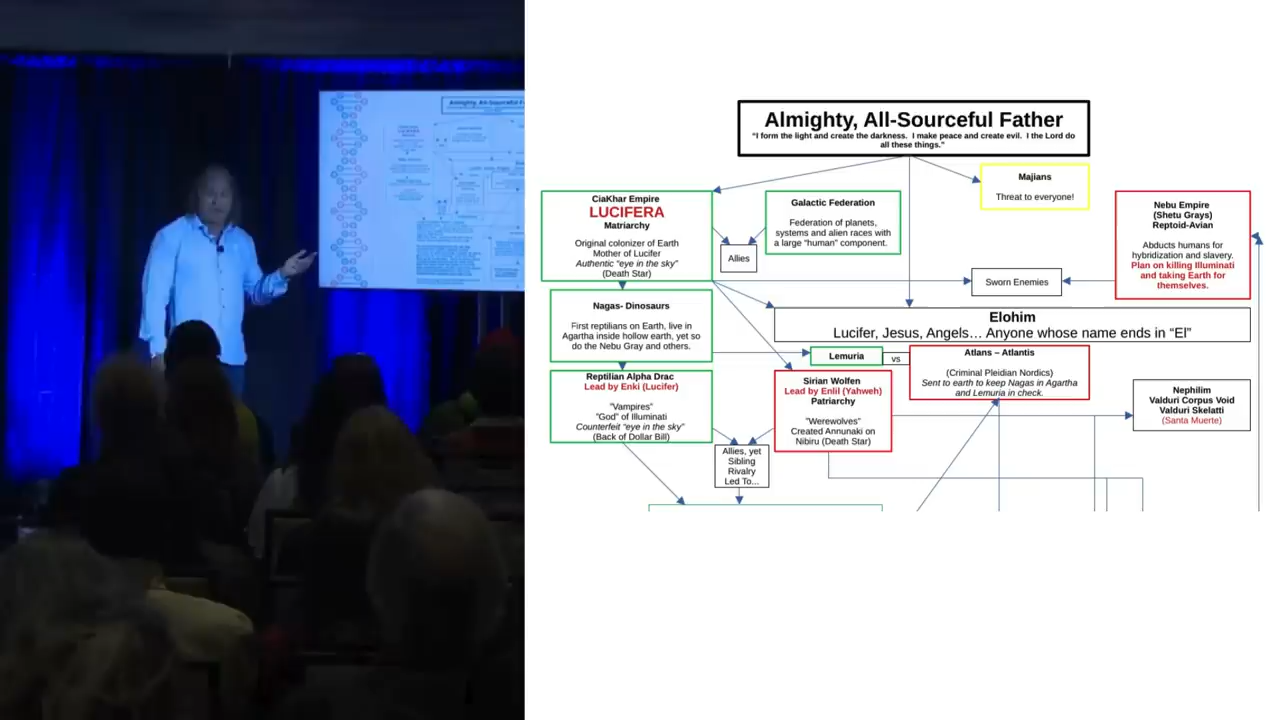 Almighty, All-Sourceful Father
“I form the light and create the darkness. I make peace and create evil. I the Lord do
all these things.”
Majians
Threat to everyone!
CiaKhar Empire
LUCIFERA
Matriarchy
Original colonizer of Earth
Mother of Lucifer
Authentic “eye in the sky”
(Death Star)
Galactic Federation
Federation of planets,
systems and alien races with
a large “human” component.
Allies
Nebu Empire
(Shetu Grays)
Reptoid-Avian
Abducts humans for
hybridization and slavery.
Plan on killing Illuminati
and taking Earth for
themselves.
Sworn Enemies
Nagas- Dinosaurs
First reptilians on Earth, live in
Agartha inside hollow earth, yet so
do the Nebu Gray and others.
Elohim
Lucifer, Jesus, Angels… Anyone whose name ends in “El”
Lemuria
vs
Atlans – Atlantis
(Criminal Pleidian Nordics)
Sent to earth to keep Nagas in Agartha
and Lemuria in check.
Reptilian Alpha Drac
Lead by Enki (Lucifer)
"Vampires"
"God" of Illuminati
Counterfeit “eye in the sky”
(Back of Dollar Bill)
Sirian Wolfen
Lead by Enlil (Yahweh)
Patriarchy
"Werewolves"
Created Annunaki on
Nibiru (Death Star)
Nephilim
Valduri Corpus Void
Valduri Skelatti
(Santa Muerte)
Allies, yet
Sibling
Rivalry
Led To…